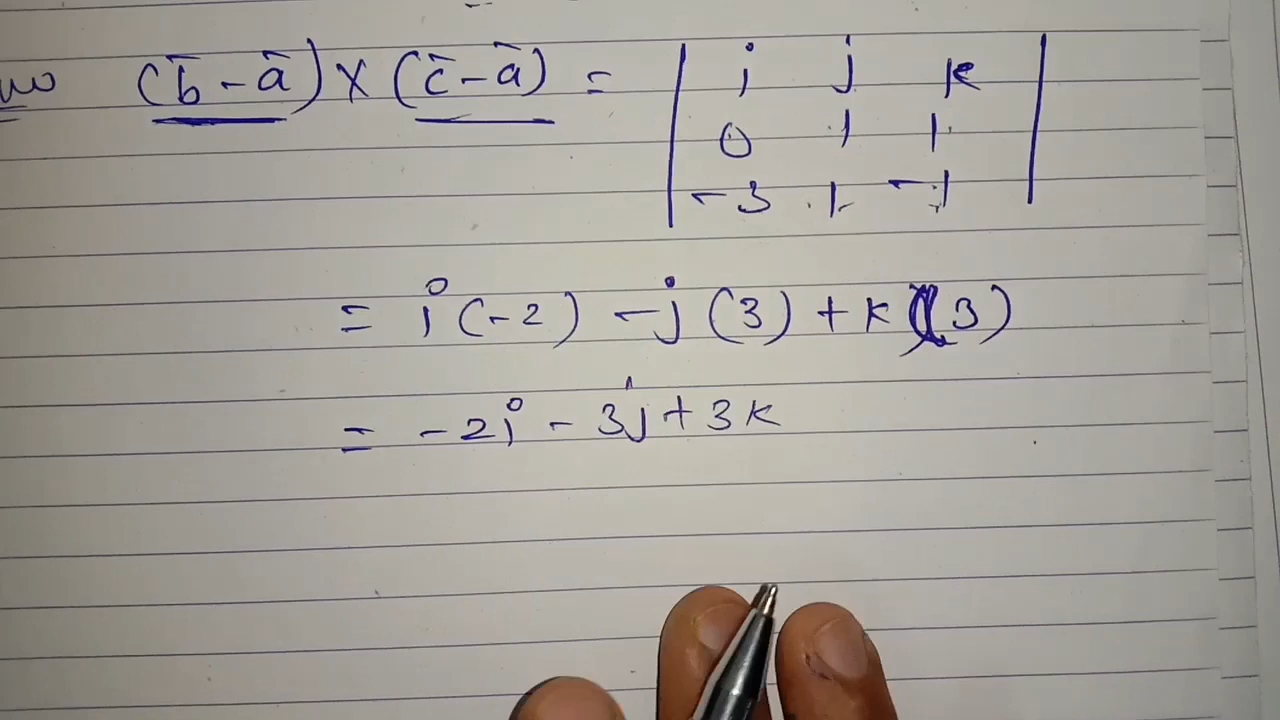 (b̄ - ā) × (c̄ - ā) = | i j k |
| 0 1 1 |
| -3 1 -1 |
= i (-2) - j (3) + k (3)
= -2i - 3j + 3k